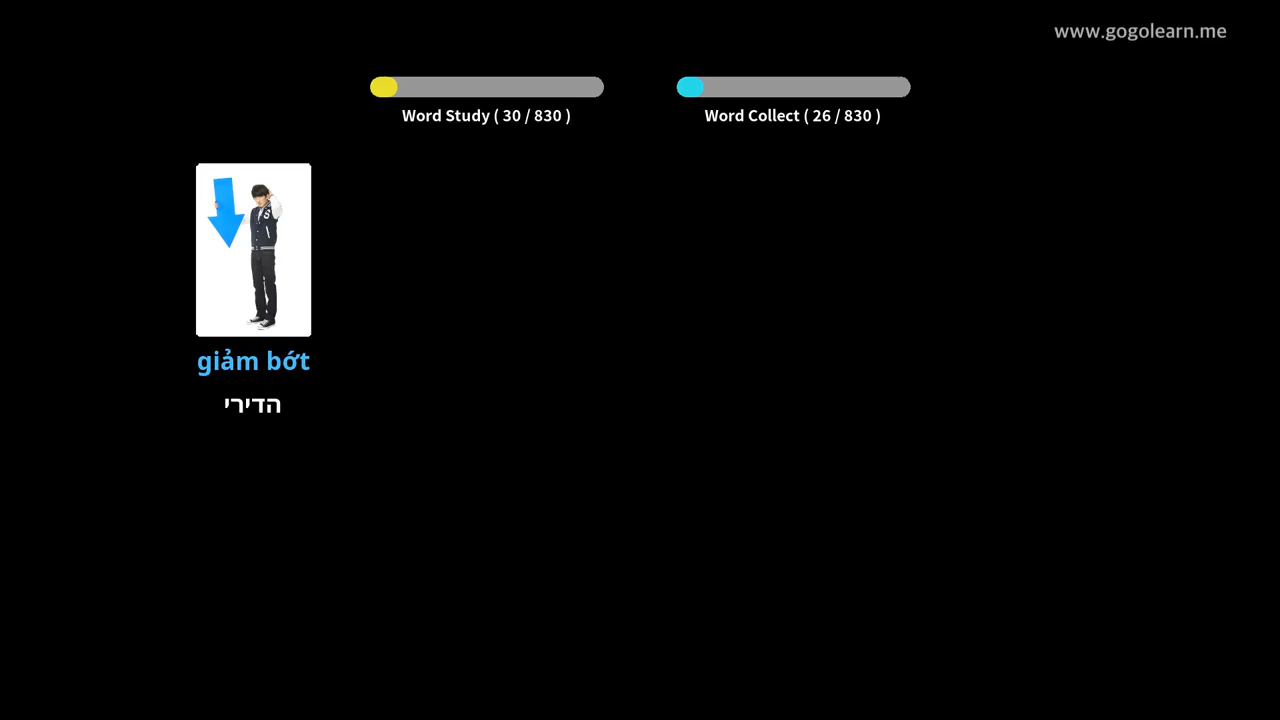 www.gogolearn.me
Word Study ( 30 / 830 )
Word Collect ( 26 / 830 )
S
giảm bớt
הדירי